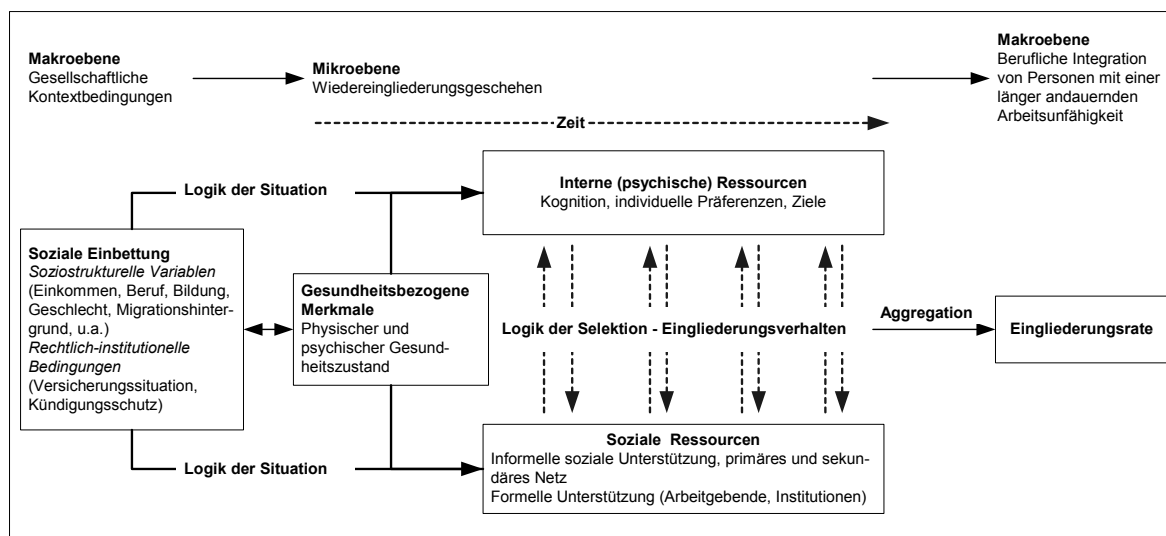 Makroebene
Gesellschaftliche
Kontextbedingungen
Mikroebene
Wiedereingliederungsgeschehen
Makroebene
Berufliche Integration
von Personen mit einer
länger andauernden
Arbeitsunfähigkeit
Zeit
Logik der Situation
Interne (psychische) Ressourcen
Kognition, individuelle Präferenzen, Ziele
Soziale Einbettung
Soziostrukturelle Variablen
(Einkommen, Beruf, Bildung,
Geschlecht, Migrationshinter-
grund, u.a.)
Rechtlich-institutionelle
Bedingungen
(Versicherungssituation,
Kündigungsschutz)
Gesundheitsbezogene
Merkmale
Physischer und
psychischer Gesund-
heitszustand
Logik der Selektion - Eingliederungsverhalten
Aggregation
Eingliederungsrate
Logik der Situation
Soziale Ressourcen
Informelle soziale Unterstützung, primäres und sekun-
däres Netz
Formelle Unterstützung (Arbeitgebende, Institutionen)